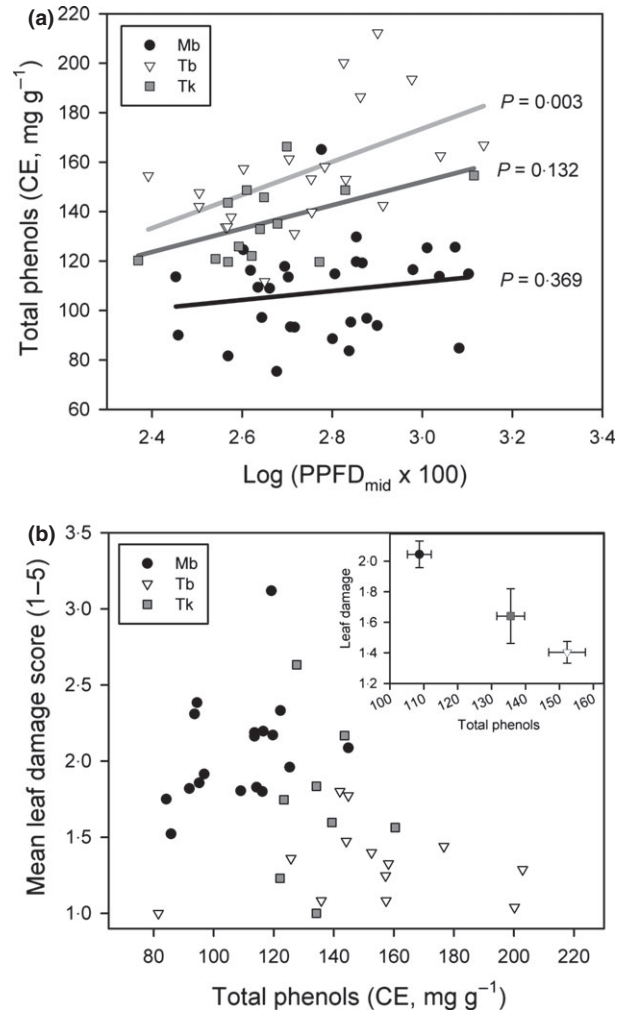 (a)
220
200
180
160
140
120
100
80
60
Total phenols (CE, mg g⁻¹)
Mb
Tb
Tk
P = 0·003
P = 0·132
P = 0·369
2·4 2·6 2·8 3·0 3·2 3·4
Log (PPFDmid x 100)
(b)
3·5
3·0
2·5
2·0
1·5
1·0
Mean leaf damage score (1–5)
Mb
Tb
Tk
2·0
1·8
1·6
1·4
1·2
Leaf damage
100 110 120 130 140 150 160
Total phenols
80 100 120 140 160 180 200 220
Total phenols (CE, mg g⁻¹)